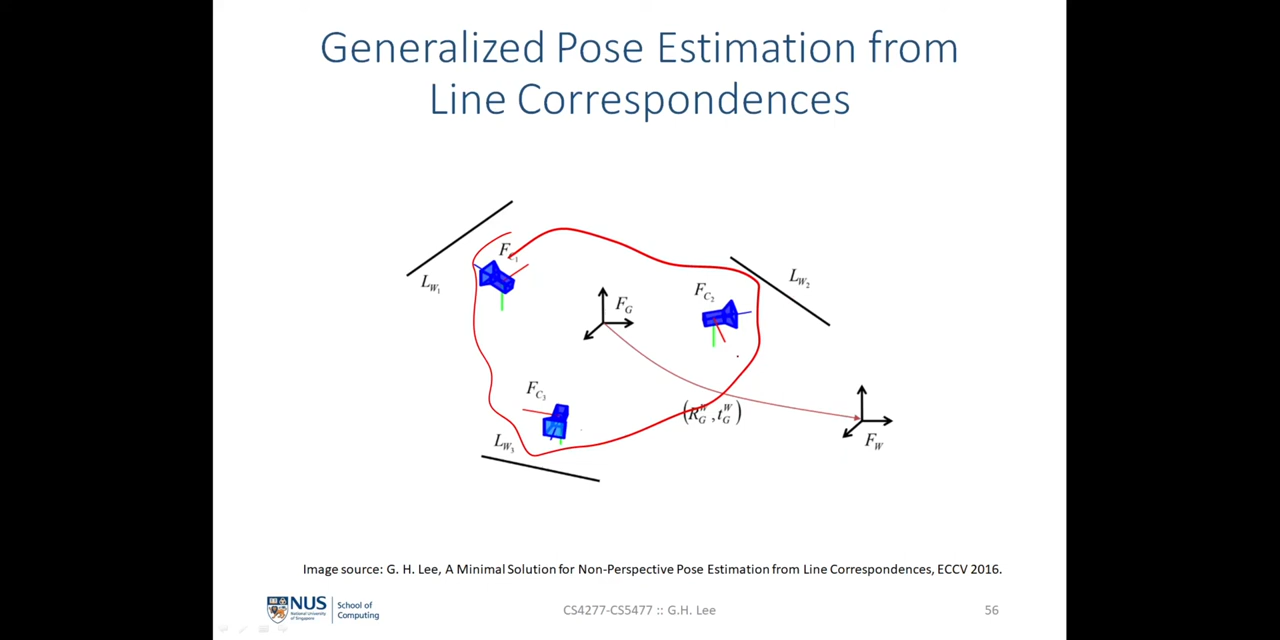 Generalized Pose Estimation from
Line Correspondences
F_{C_1}
L_{W_1}
F_G
F_{C_2}
L_{W_2}
F_{C_3}
(R_G^W, t_G^W)
L_{W_3}
F_W
Image source: G. H. Lee, A Minimal Solution for Non-Perspective Pose Estimation from Line Correspondences, ECCV 2016.
NUS
National University
of Singapore
School of
Computing
CS4277-CS5477 :: G.H. Lee
56